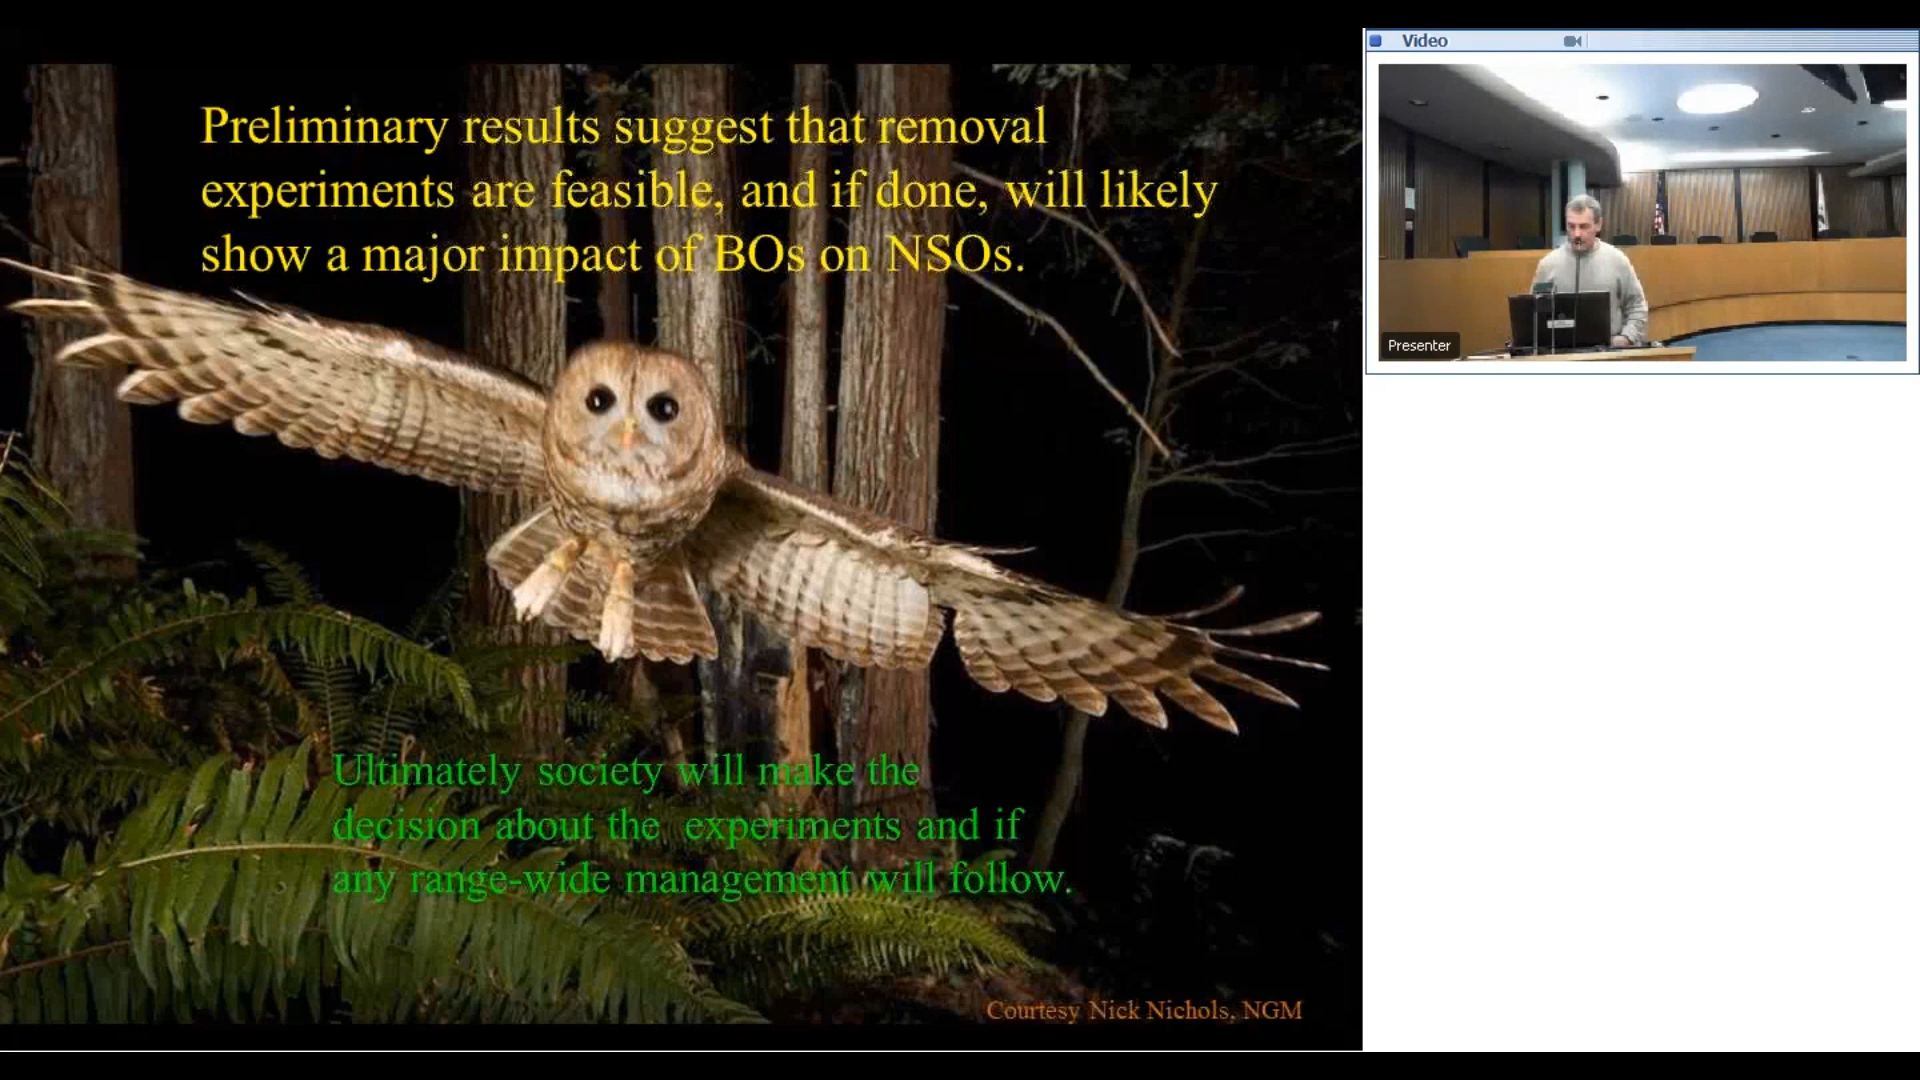 Preliminary results suggest that removal
experiments are feasible, and if done, will likely
show a major impact of BOs on NSOs.
Ultimately society will make the
decision about the experiments and if
any range-wide management will follow.
Courtesy Nick Nichols, NGM
Video
Presenter